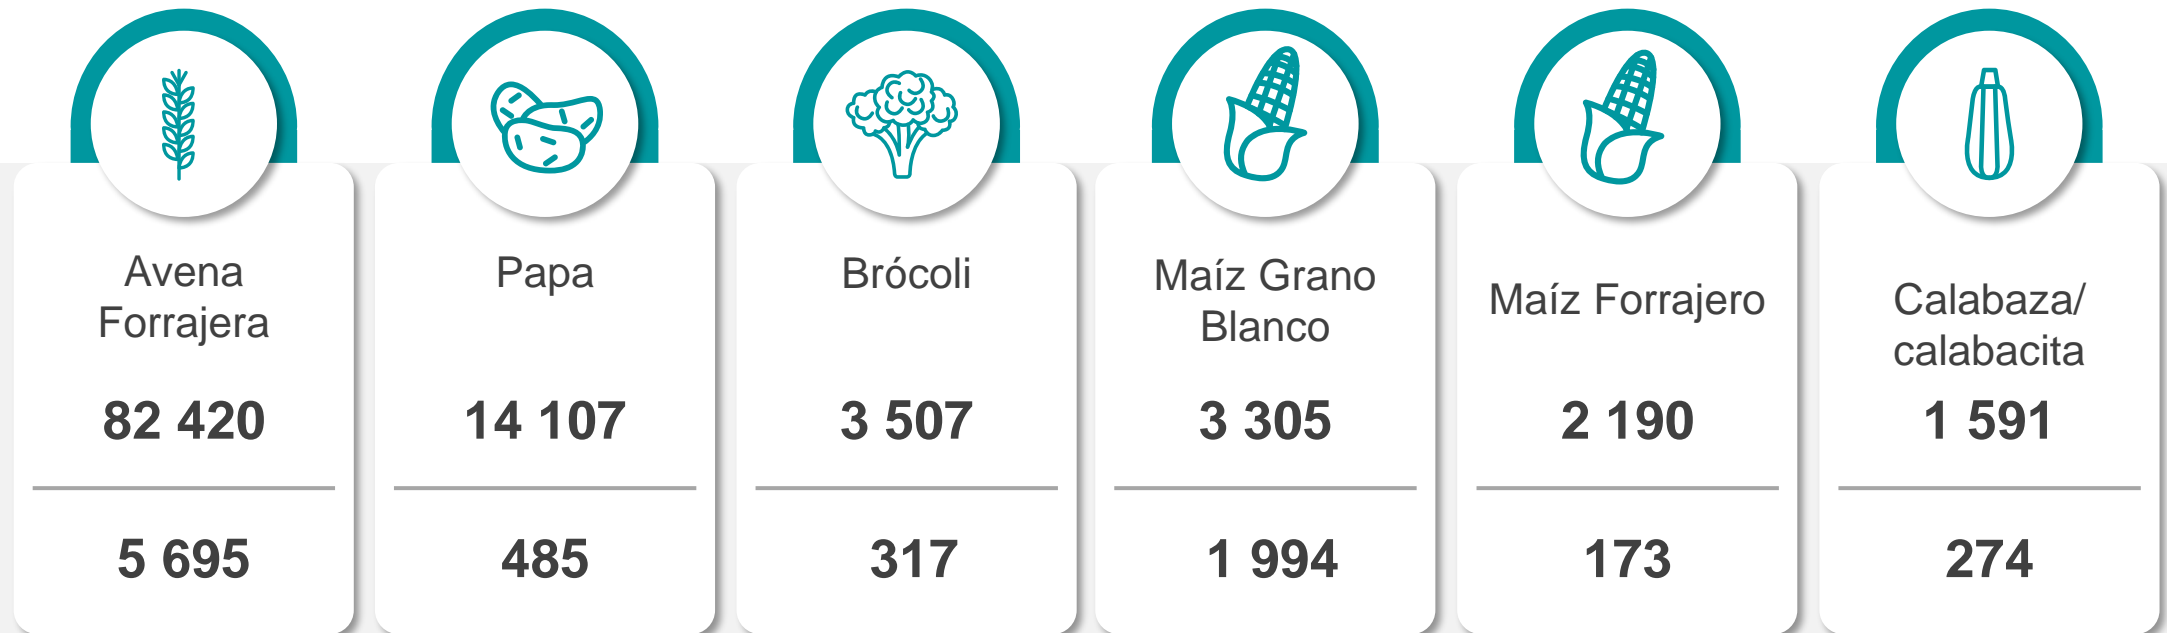 Avena
Forrajera
82 420
5 695
Papa
14 107
485
Brócoli
3 507
317
Maíz Grano
Blanco
3 305
1 994
Maíz Forrajero
2 190
173
Calabaza/
calabacita
1 591
274